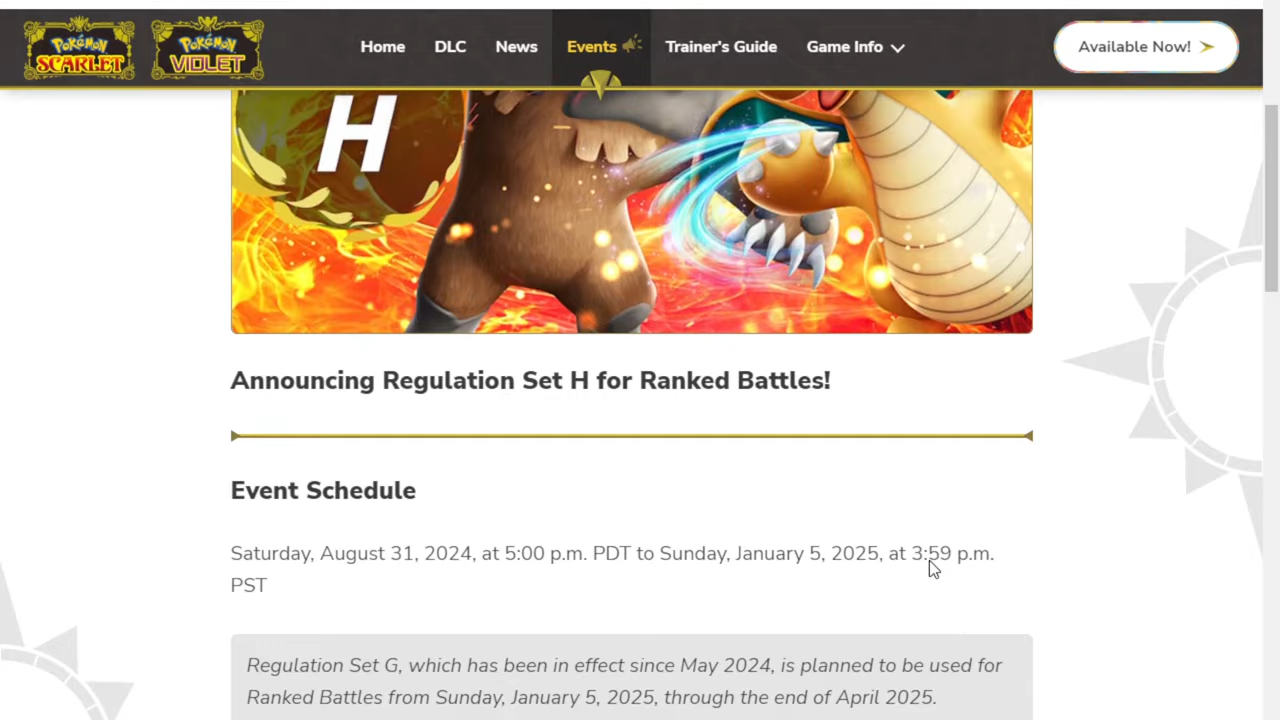 POKÉMON
SCARLET
POKÉMON
VIOLET
Home
DLC
News
Events
Trainer's Guide
Game Info
Available Now!
H
Announcing Regulation Set H for Ranked Battles!
Event Schedule
Saturday, August 31, 2024, at 5:00 p.m. PDT to Sunday, January 5, 2025, at 3:59 p.m.
PST
Regulation Set G, which has been in effect since May 2024, is planned to be used for
Ranked Battles from Sunday, January 5, 2025, through the end of April 2025.